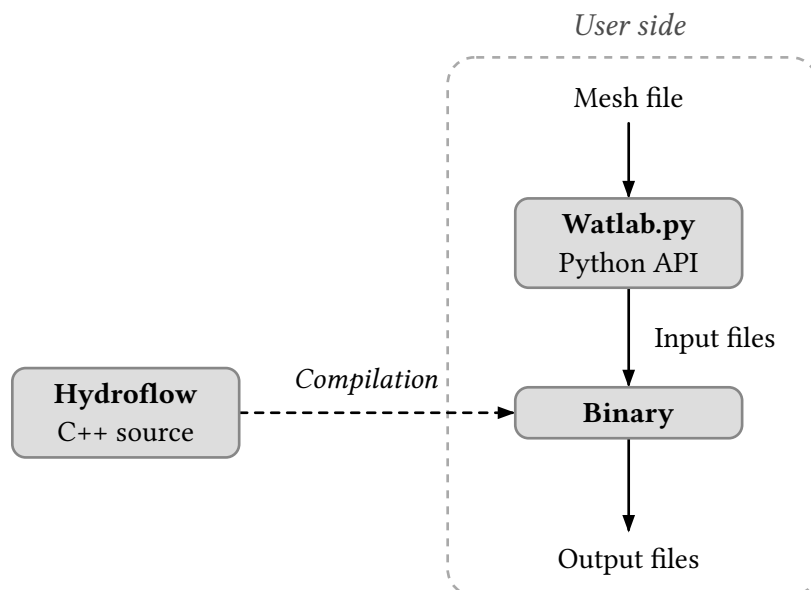 User side
Mesh file
Watlab.py
Python API
Input files
Hydroflow
C++ source
Compilation
Binary
Output files